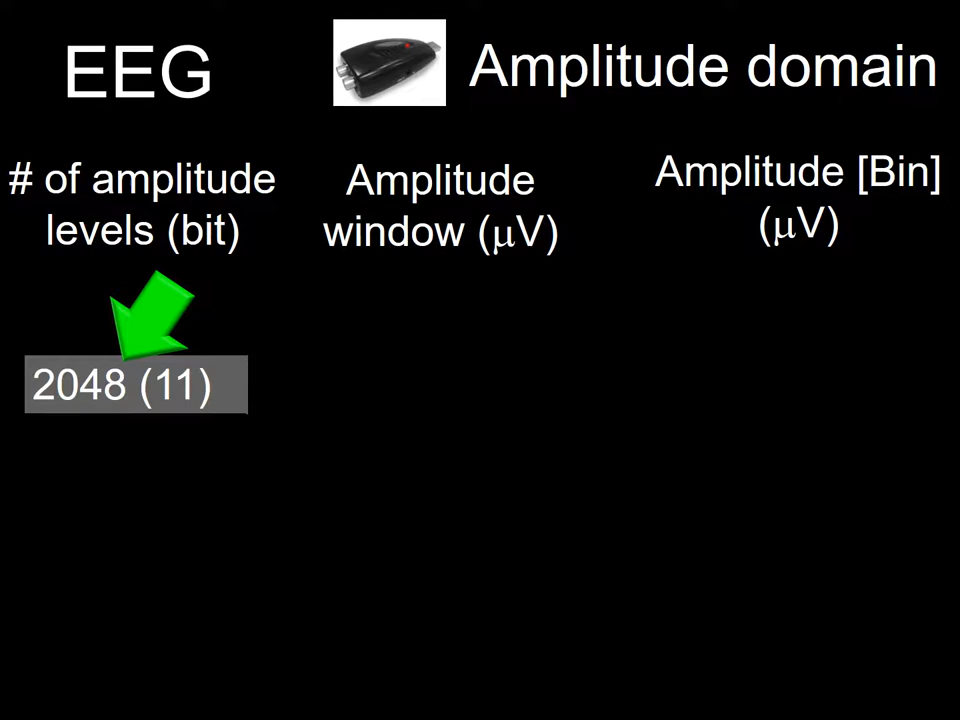 EEG
Amplitude domain
# of amplitude
levels (bit)
Amplitude
window (μV)
Amplitude [Bin]
(μV)
2048 (11)